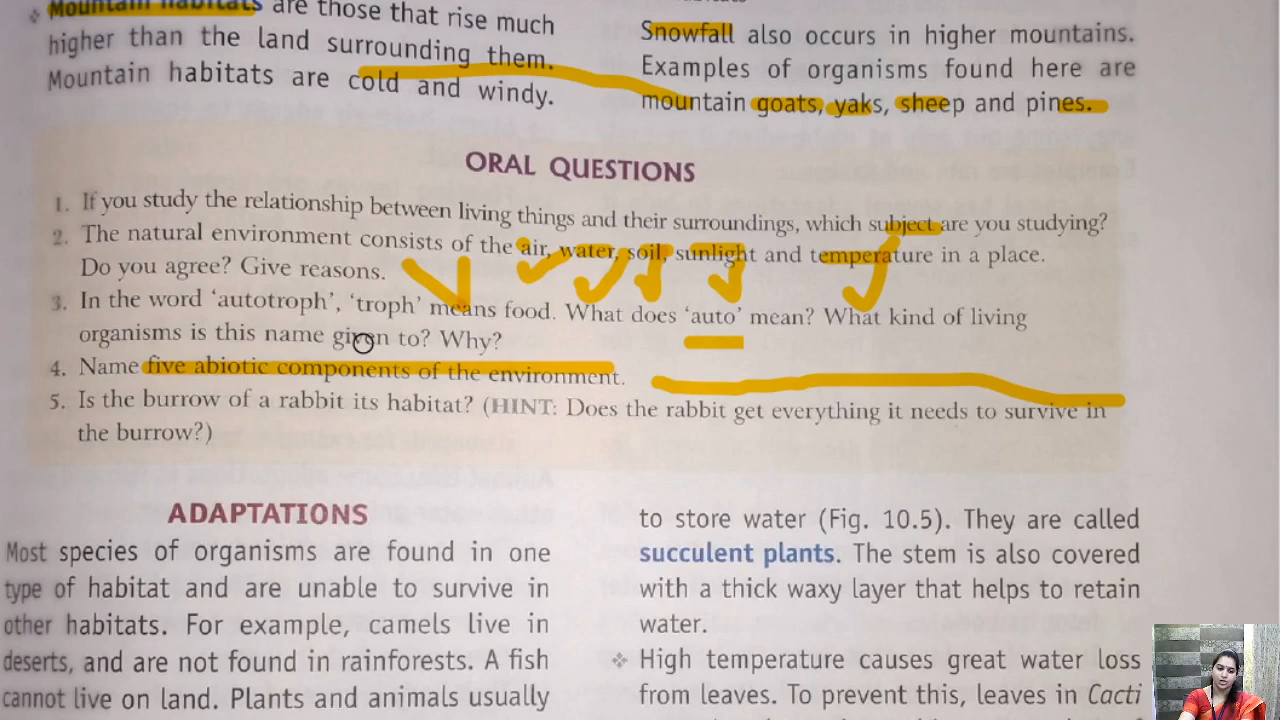 ❖ Mountain habitats are those that rise much
higher than the land surrounding them.
Mountain habitats are cold and windy.
Snowfall also occurs in higher mountains.
Examples of organisms found here are
mountain goats, yaks, sheep and pines.
ORAL QUESTIONS
1. If you study the relationship between living things and their surroundings, which subject are you studying?
2. The natural environment consists of the air, water, soil, sunlight and temperature in a place.
Do you agree? Give reasons.
3. In the word ‘autotroph’, ‘troph’ means food. What does ‘auto’ mean? What kind of living
organisms is this name given to? Why?
4. Name five abiotic components of the environment.
5. Is the burrow of a rabbit its habitat? (HINT: Does the rabbit get everything it needs to survive in
the burrow?)
ADAPTATIONS
Most species of organisms are found in one
type of habitat and are unable to survive in
other habitats. For example, camels live in
deserts, and are not found in rainforests. A fish
cannot live on land. Plants and animals usually
to store water (Fig. 10.5). They are called
succulent plants. The stem is also covered
with a thick waxy layer that helps to retain
water.
❖ High temperature causes great water loss
from leaves. To prevent this, leaves in Cacti